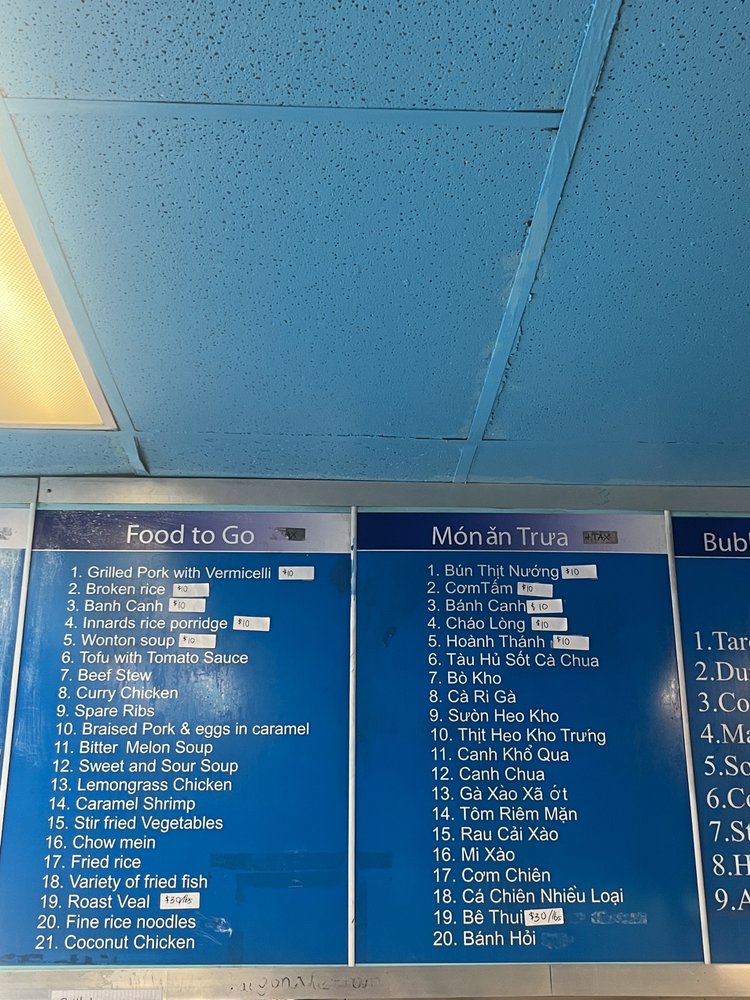 Food to Go TAX
1. Grilled Pork with Vermicelli $10
2. Broken rice $10
3. Banh Canh $10
4. Innards rice porridge $10
5. Wonton soup $10
6. Tofu with Tomato Sauce
7. Beef Stew
8. Curry Chicken
9. Spare Ribs
10. Braised Pork & eggs in caramel
11. Bitter Melon Soup
12. Sweet and Sour Soup
13. Lemongrass Chicken
14. Caramel Shrimp
15. Stir fried Vegetables
16. Chow mein
17. Fried rice
18. Variety of fried fish
19. Roast Veal $30/lbs
20. Fine rice noodles
21. Coconut Chicken
Món ăn Trưa +TAX
1. Bún Thịt Nướng $10
2. CơmTấm $10
3. Bánh Canh $10
4. Cháo Lòng $10
5. Hoành Thánh $10
6. Tàu Hủ Sốt Cà Chua
7. Bò Kho
8. Cà Ri Gà
9. Sườn Heo Kho
10. Thịt Heo Kho Trưng
11. Canh Khổ Qua
12. Canh Chua
13. Gà Xào Xã ớt
14. Tôm Riêm Mặn
15. Rau Cải Xào
16. Mi Xào
17. Cơm Chiên
18. Cá Chiên Nhiều Loại
19. Bê Thui $30/lbs
20. Bánh Hỏi
Bubl
1.Tar
2.Du
3.Co
4.Ma
5.So
6.Co
7.St
8.H
9.A